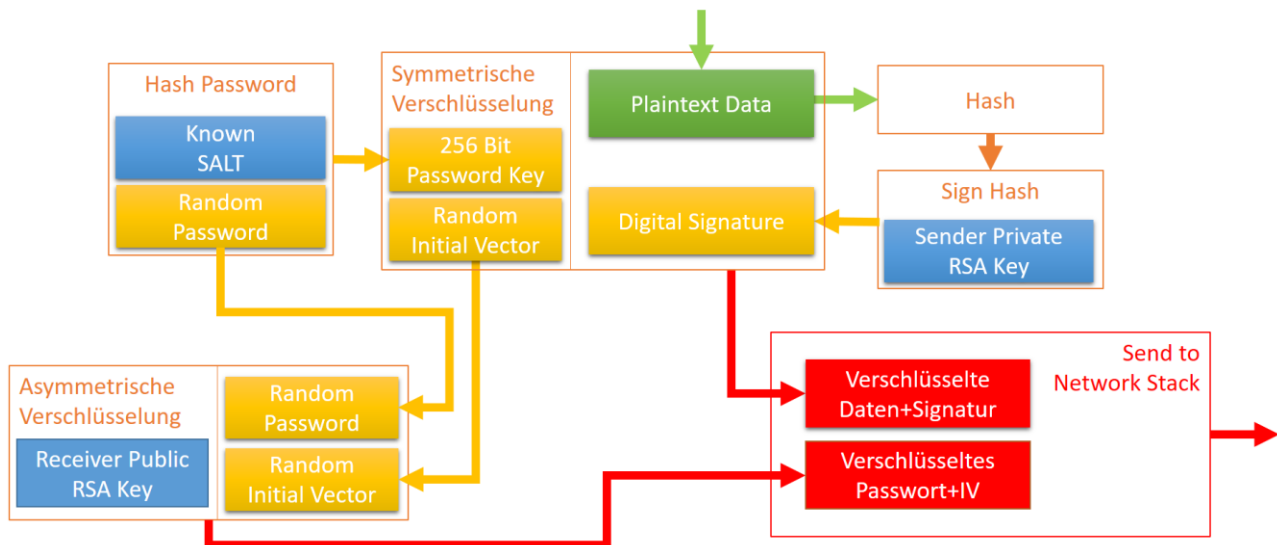 Hash Password
Known
SALT
Random
Password
Symmetrische
Verschlüsselung
256 Bit
Password Key
Random
Initial Vector
Plaintext Data
Digital Signature
Hash
Sign Hash
Sender Private
RSA Key
Asymmetrische
Verschlüsselung
Receiver Public
RSA Key
Random
Password
Random
Initial Vector
Send to
Network Stack
Verschlüsselte
Daten+Signatur
Verschlüsseltes
Passwort+IV